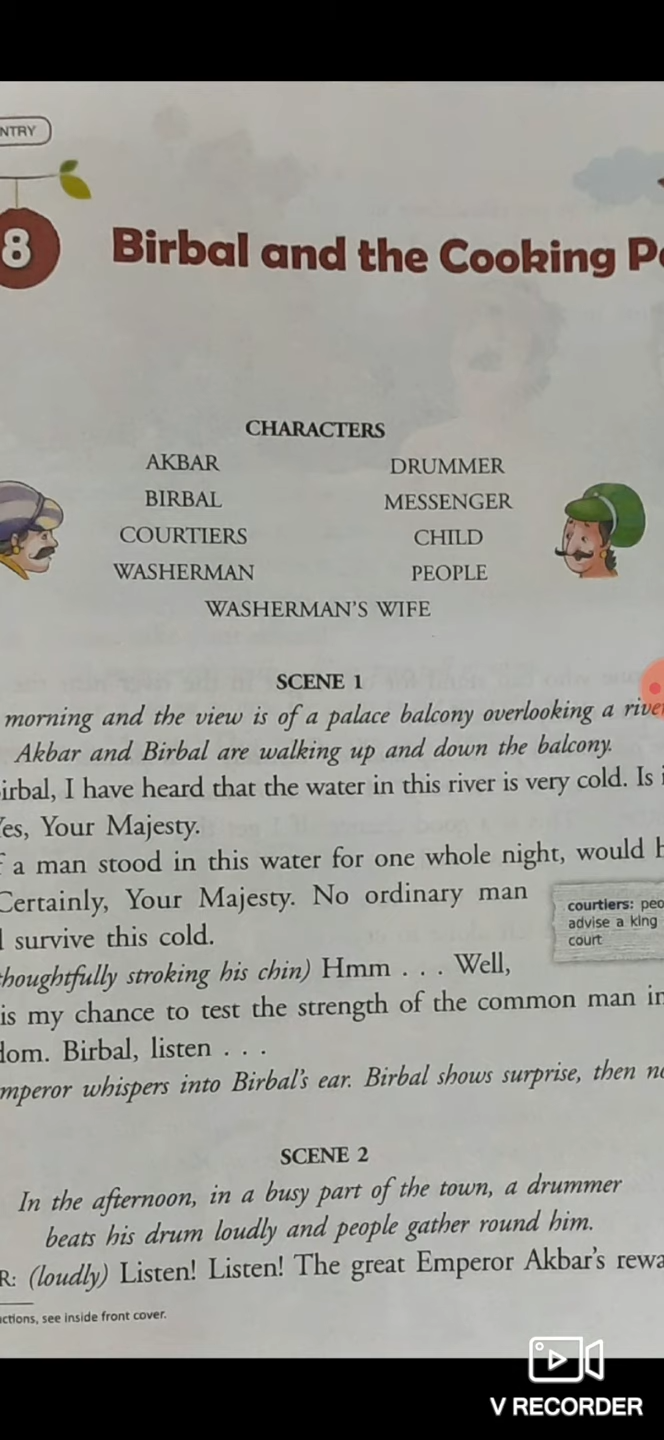 NTRY
8
Birbal and the Cooking
CHARACTERS
AKBAR DRUMMER
BIRBAL MESSENGER
COURTIERS CHILD
WASHERMAN PEOPLE
WASHERMAN'S WIFE
SCENE 1
morning and the view is of a palace balcony overlooking a river
Akbar and Birbal are walking up and down the balcony.
irbal, I have heard that the water in this river is very cold. Is
es, Your Majesty.
a man stood in this water for one whole night, would
Certainly, Your Majesty. No ordinary man
survive this cold.
thoughtfully stroking his chin) Hmm . . . Well,
is my chance to test the strength of the common man in
dom. Birbal, listen . . .
mperor whispers into Birbal's ear. Birbal shows surprise, then
courtiers: peo
advise a king
court
SCENE 2
In the afternoon, in a busy part of the town, a drummer
beats his drum loudly and people gather round him.
R: (loudly) Listen! Listen! The great Emperor Akbar's rewa
ctions, see inside front cover.
V RECORDER